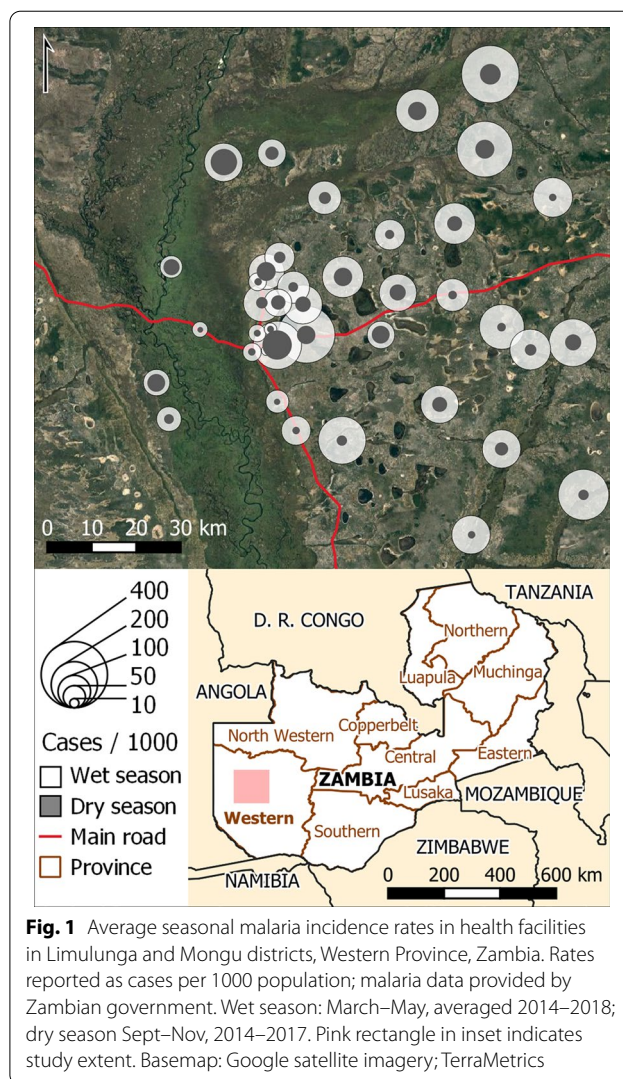 0 10 20 30 km
400
200
100
50
10
Cases / 1000
Wet season
Dry season
Main road
Province
TANZANIA
D. R. CONGO
Northern
Luapula
Muchinga
ANGOLA
North Western
Copperbelt
Central
Eastern
ZAMBIA
Lusaka
MOZAMBIQUE
Western
Southern
ZIMBABWE
NAMIBIA
0 200 400 600 km
Fig. 1 Average seasonal malaria incidence rates in health facilities
in Limulunga and Mongu districts, Western Province, Zambia. Rates
reported as cases per 1000 population; malaria data provided by
Zambian government. Wet season: March–May, averaged 2014–2018;
dry season Sept–Nov, 2014–2017. Pink rectangle in inset indicates
study extent. Basemap: Google satellite imagery; TerraMetrics